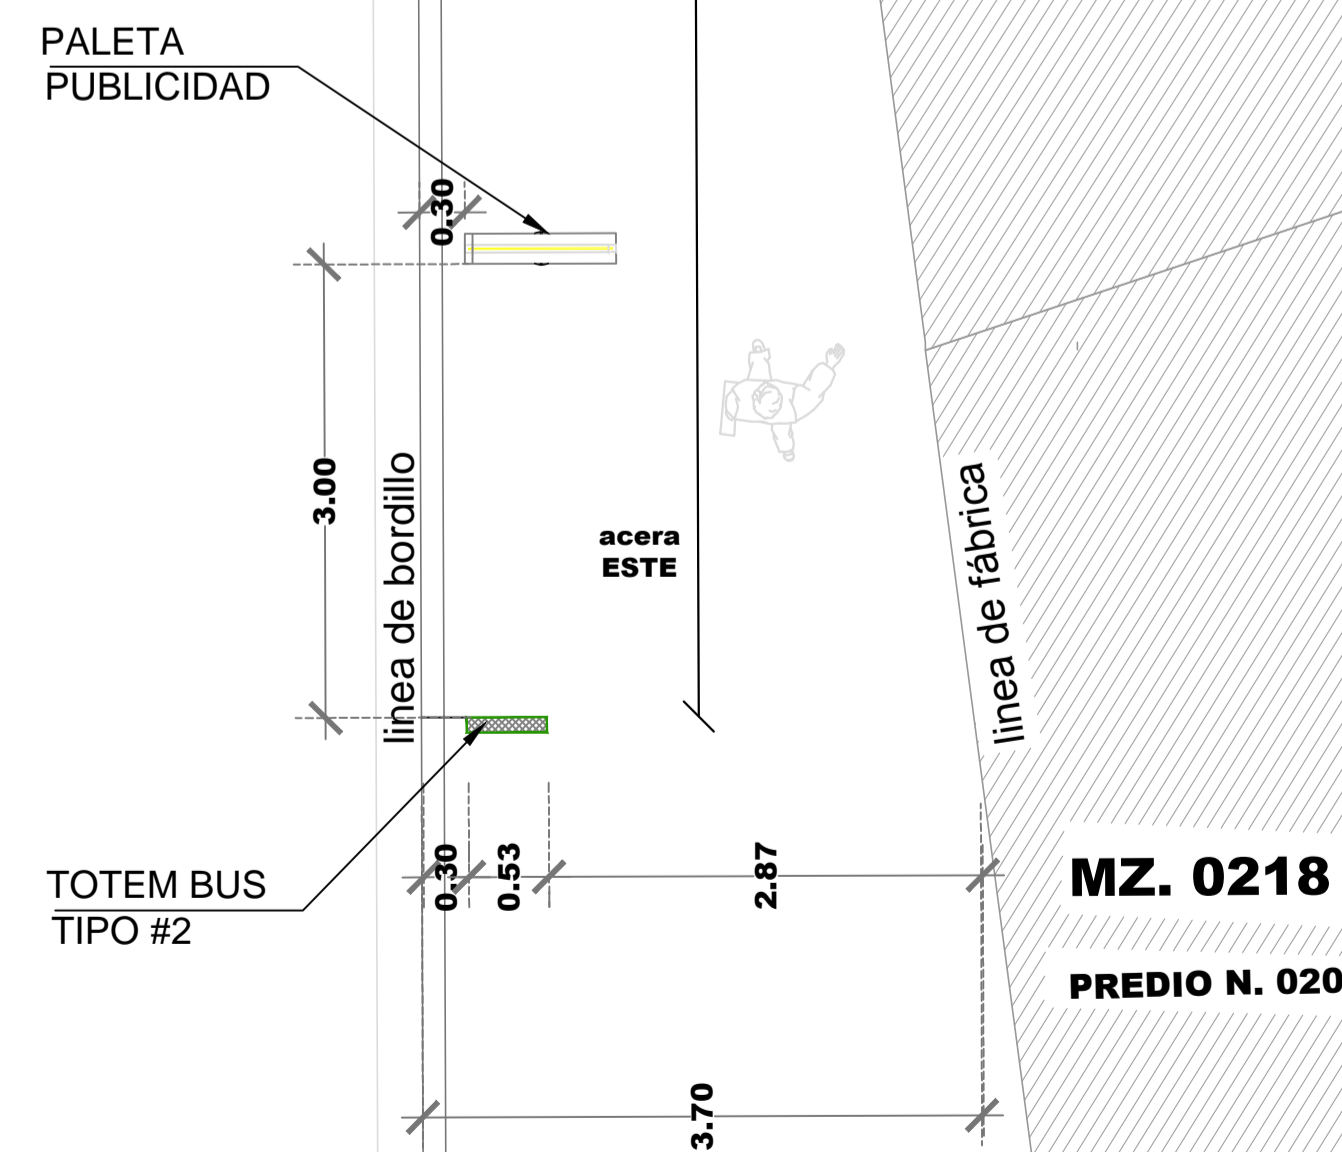 PALETA
PUBLICIDAD
0.30
3.00
linea de bordillo
acera
ESTE
linea de fábrica
TOTEM BUS
TIPO #2
0.30
0.53
2.87
MZ. 0218
PREDIO N. 020
3.70